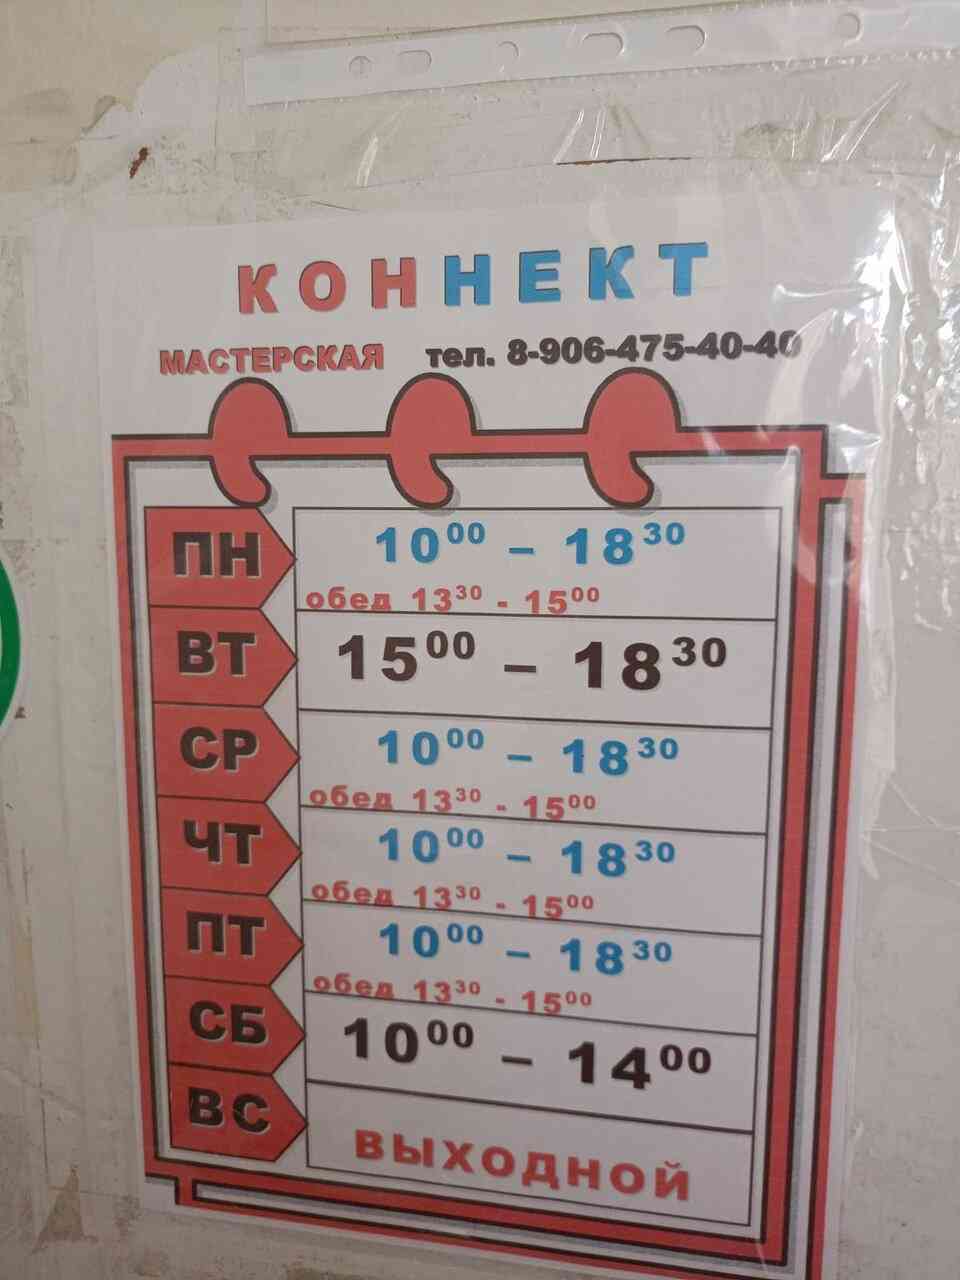 КОННЕКТ
МАСТЕРСКАЯ тел. 8-906-475-40-40
ПН 10⁰⁰ – 18³⁰
обед 13³⁰ - 15⁰⁰
ВТ 15⁰⁰ – 18³⁰
СР 10⁰⁰ – 18³⁰
обед 13³⁰ - 15⁰⁰
ЧТ 10⁰⁰ – 18³⁰
обед 13³⁰ - 15⁰⁰
ПТ 10⁰⁰ – 18³⁰
обед 13³⁰ - 15⁰⁰
СБ 10⁰⁰ – 14⁰⁰
ВС ВЫХОДНОЙ